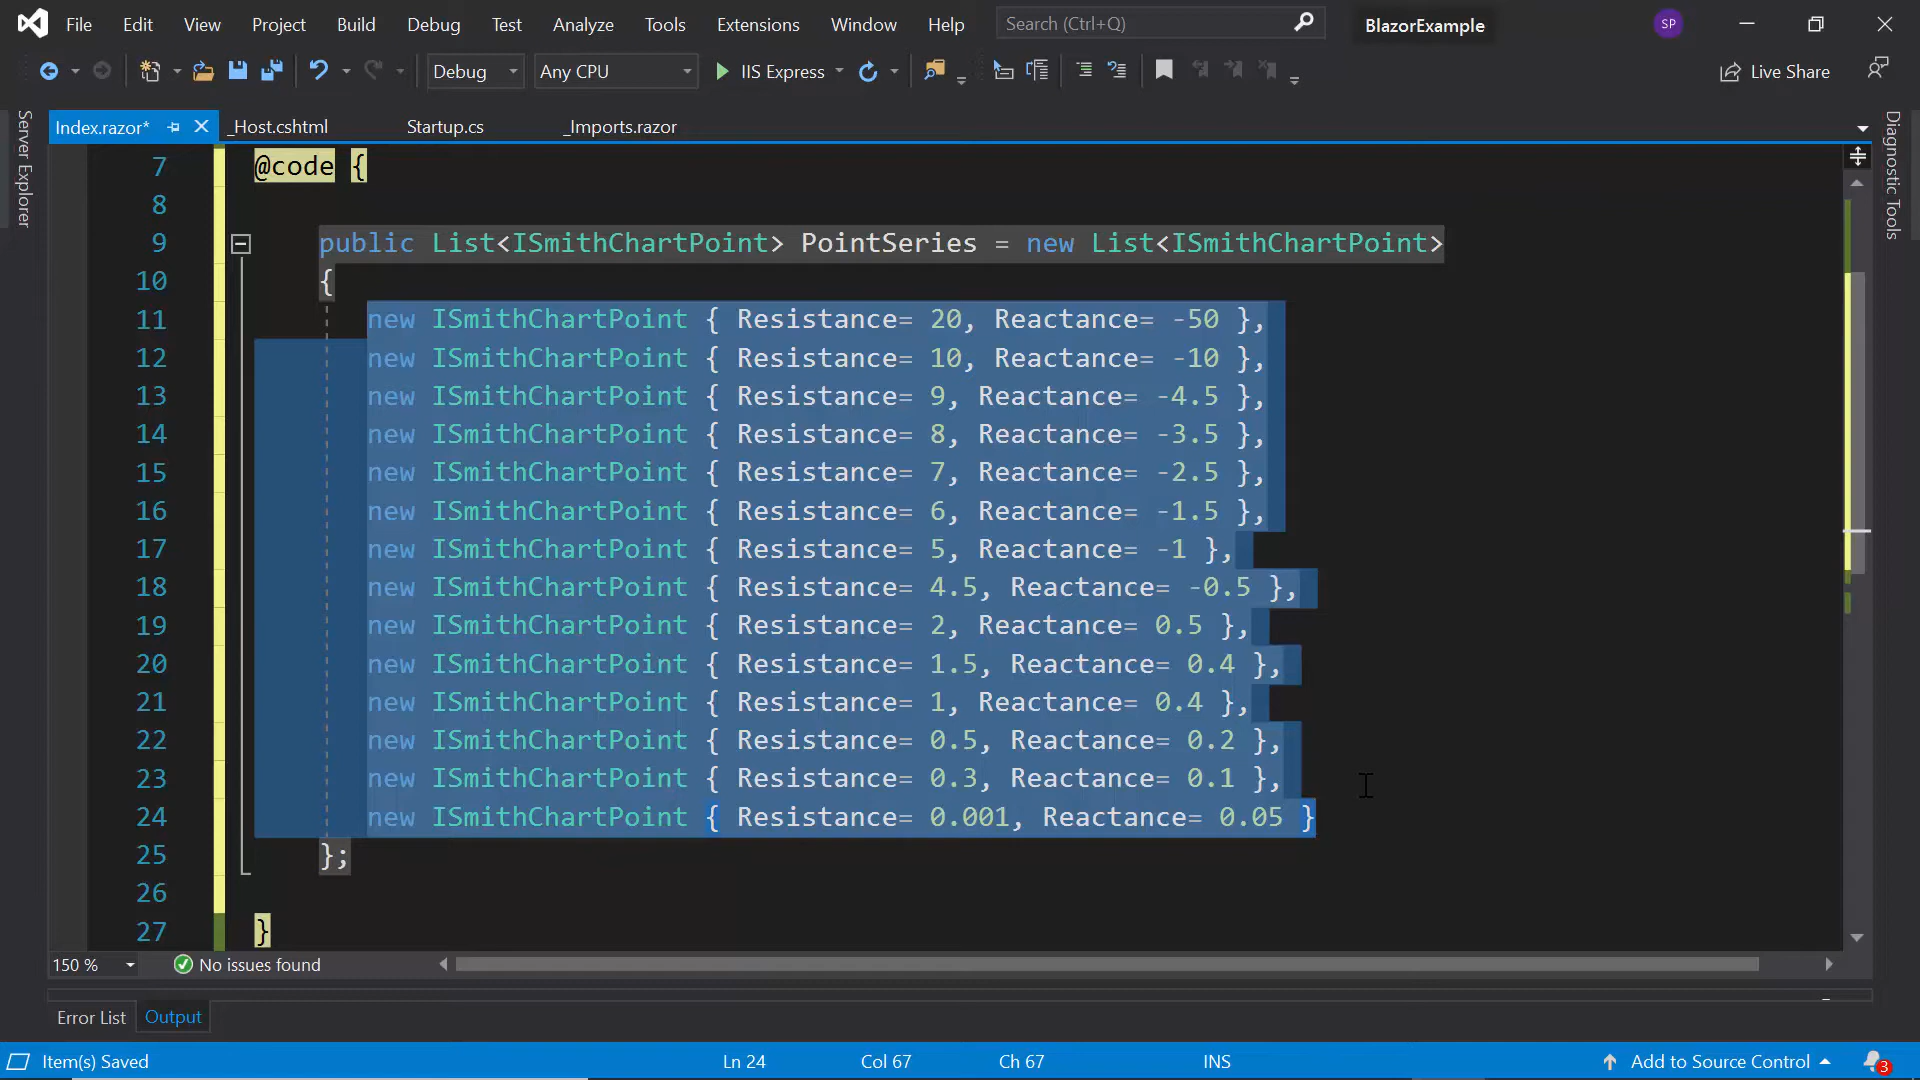 File Edit View Project Build Debug Test Analyze Tools Extensions Window Help Search (Ctrl+Q) BlazorExample SP
Debug Any CPU IIS Express Live Share
Server Explorer
Index.razor* _Host.cshtml Startup.cs _Imports.razor
Diagnostic Tools
7 @code {
8
9 public List<ISmithChartPoint> PointSeries = new List<ISmithChartPoint>
10 {
11 new ISmithChartPoint { Resistance= 20, Reactance= -50 },
12 new ISmithChartPoint { Resistance= 10, Reactance= -10 },
13 new ISmithChartPoint { Resistance= 9, Reactance= -4.5 },
14 new ISmithChartPoint { Resistance= 8, Reactance= -3.5 },
15 new ISmithChartPoint { Resistance= 7, Reactance= -2.5 },
16 new ISmithChartPoint { Resistance= 6, Reactance= -1.5 },
17 new ISmithChartPoint { Resistance= 5, Reactance= -1 },
18 new ISmithChartPoint { Resistance= 4.5, Reactance= -0.5 },
19 new ISmithChartPoint { Resistance= 2, Reactance= 0.5 },
20 new ISmithChartPoint { Resistance= 1.5, Reactance= 0.4 },
21 new ISmithChartPoint { Resistance= 1, Reactance= 0.4 },
22 new ISmithChartPoint { Resistance= 0.5, Reactance= 0.2 },
23 new ISmithChartPoint { Resistance= 0.3, Reactance= 0.1 },
24 new ISmithChartPoint { Resistance= 0.001, Reactance= 0.05 }
25 };
26
27 }
150 % No issues found
Error List Output
Item(s) Saved Ln 24 Col 67 Ch 67 INS Add to Source Control 3